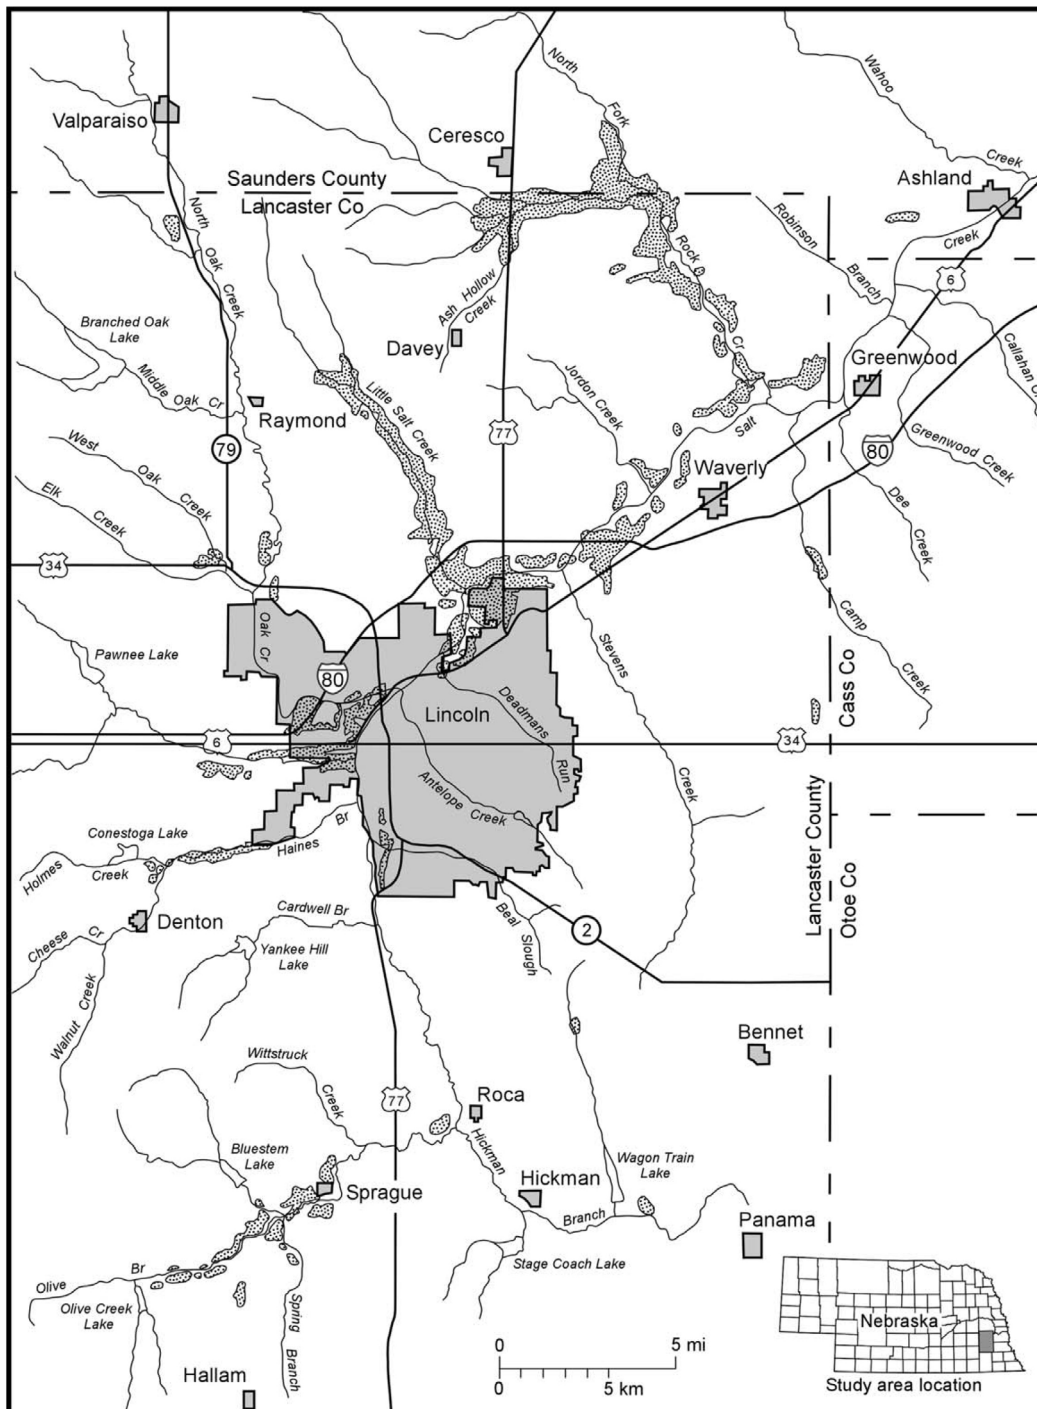 North
Fork
Wahoo
Creek
Valparaiso
Ceresco
Ashland
Saunders County
Lancaster Co
North
Oak
Creek
Rock
Cr
Robinson
Branch
Creek
6
Ash Hollow
Creek
Branched Oak
Lake
Davey
Greenwood
Callahan Cr
Middle Oak Cr
Raymond
Little Salt Creek
Jordon Creek
Salt
77
79
80
Greenwood Creek
West
Oak
Creek
Waverly
Elk
Creek
Dee
Creek
34
Oak Cr
Stevens
Creek
Camp
Creek
Pawnee Lake
80
Lincoln
Deadmans
Run
Cass Co
6
34
Antelope Creek
Lancaster County
Otoe Co
Conestoga Lake
Haines
Br
Holmes
Creek
Denton
Cardwell Br
Beal
Slough
2
Cheese
Cr
Yankee Hill
Lake
Walnut Creek
Bennet
Wittstruck
Creek
77
Roca
Hickman
Bluestem
Lake
Wagon Train
Lake
Sprague
Hickman
Branch
Panama
Stage Coach Lake
Olive
Br
Olive Creek
Lake
Spring
Branch
Nebraska
Hallam
0
5 mi
0
5 km
Study area location